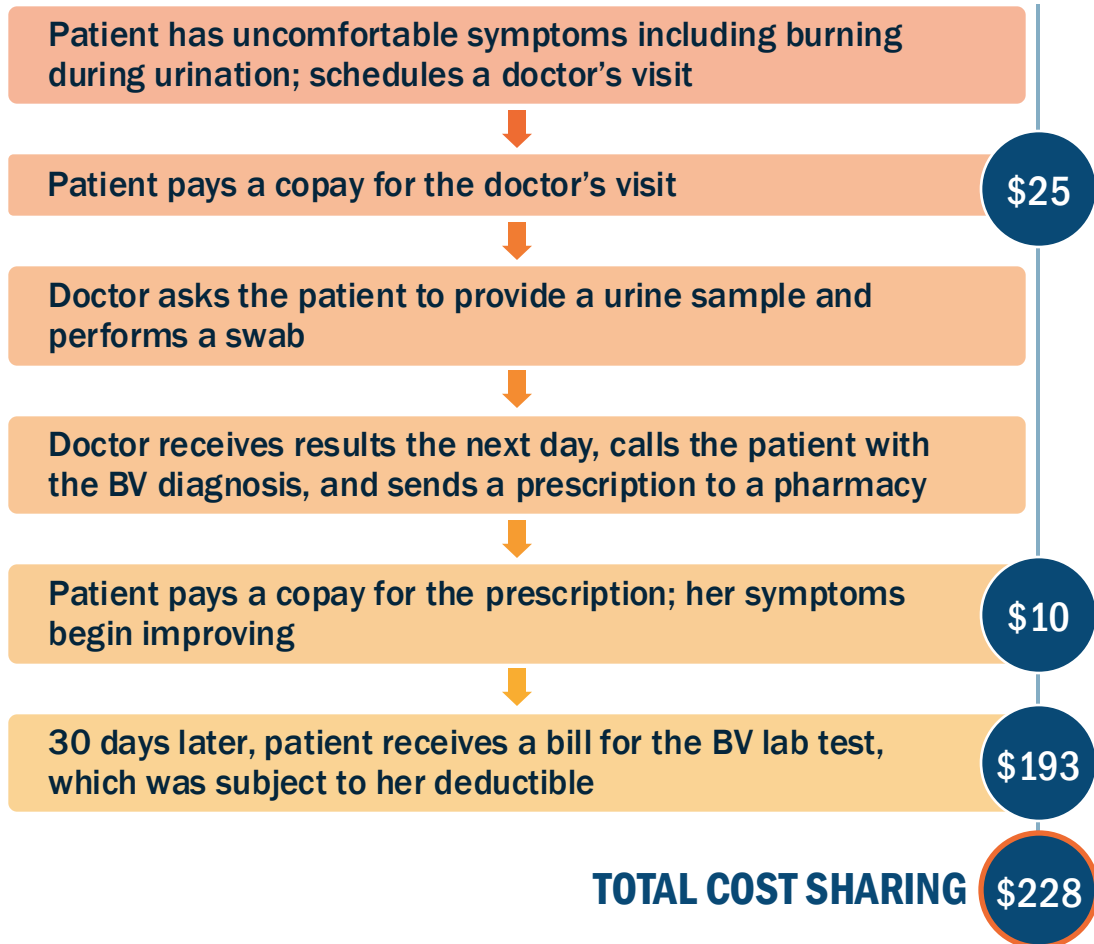 Patient has uncomfortable symptoms including burning
during urination; schedules a doctor’s visit
Patient pays a copay for the doctor’s visit
$25
Doctor asks the patient to provide a urine sample and
performs a swab
Doctor receives results the next day, calls the patient with
the BV diagnosis, and sends a prescription to a pharmacy
Patient pays a copay for the prescription; her symptoms
begin improving
$10
30 days later, patient receives a bill for the BV lab test,
which was subject to her deductible
$193
TOTAL COST SHARING
$228